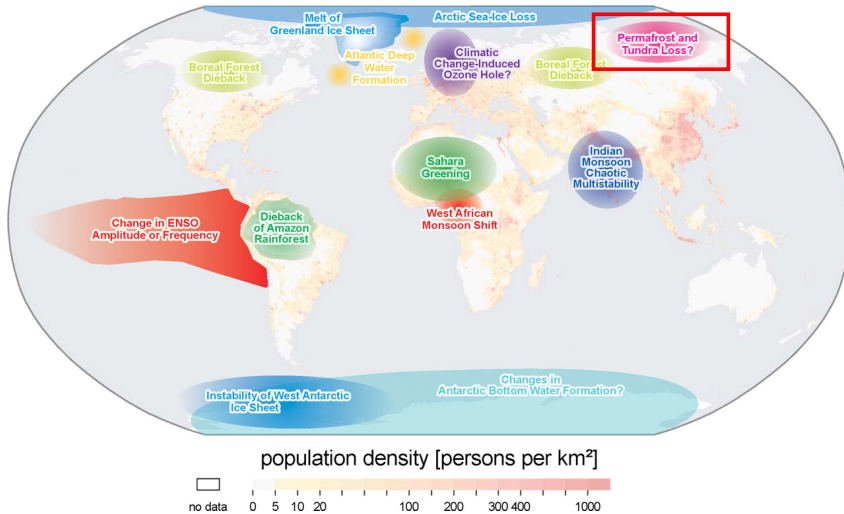 Melt of
Greenland Ice Sheet
Arctic Sea-Ice Loss
Permafrost and
Tundra Loss?
Atlantic Deep
Water
Formation
Climatic
Change-Induced
Ozone Hole?
Boreal Forest
Dieback
Boreal Forest
Dieback
Sahara
Greening
Indian
Monsoon
Chaotic
Multistability
West African
Monsoon Shift
Change in ENSO
Amplitude or Frequency
Dieback
of Amazon
Rainforest
Instability of West Antarctic
Ice Sheet
Changes in
Antarctic Bottom Water Formation?
population density [persons per km²]
no data
0 5 10 20 100 200 300 400 1000